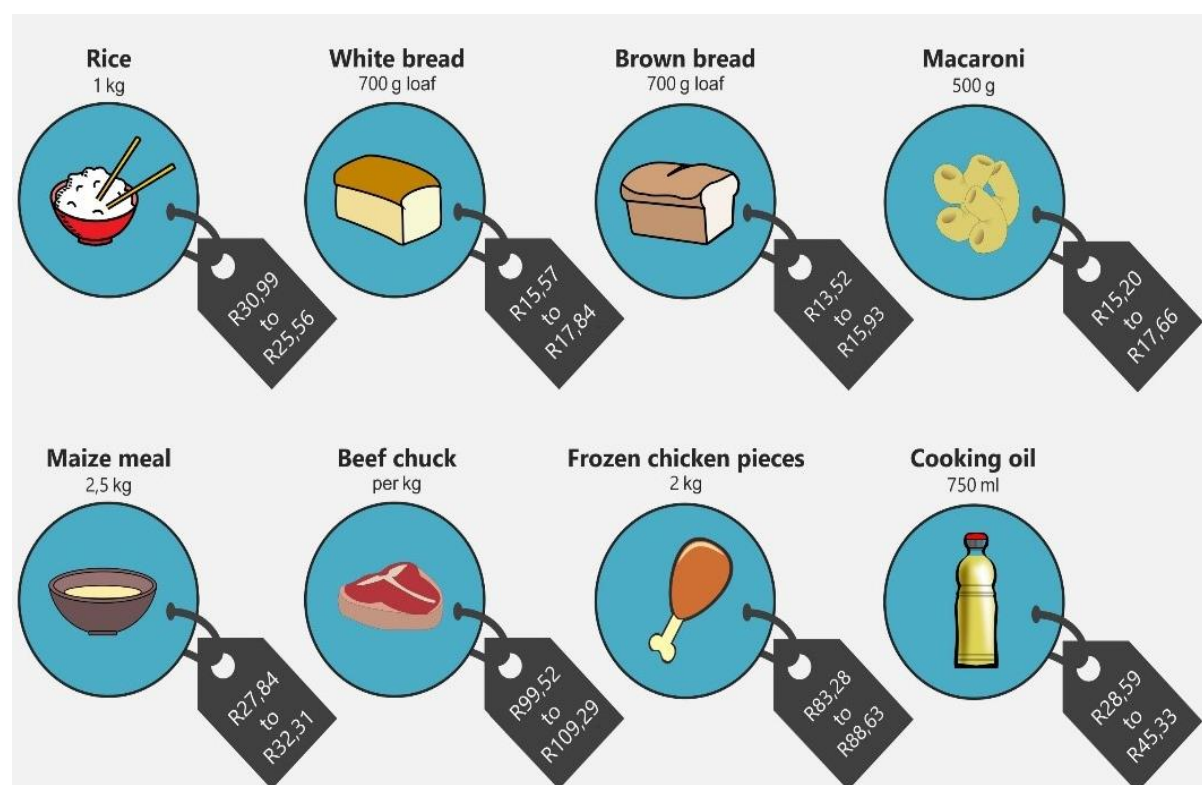 Rice
1 kg
R30,99
to
R25,56
White bread
700 g loaf
R15,57
to
R17,84
Brown bread
700 g loaf
R13,52
to
R15,93
Macaroni
500 g
R15,20
to
R17,66
Maize meal
2,5 kg
R27,84
to
R32,31
Beef chuck
per kg
R99,52
to
R109,29
Frozen chicken pieces
2 kg
R83,28
to
R88,63
Cooking oil
750 ml
R28,59
to
R45,33